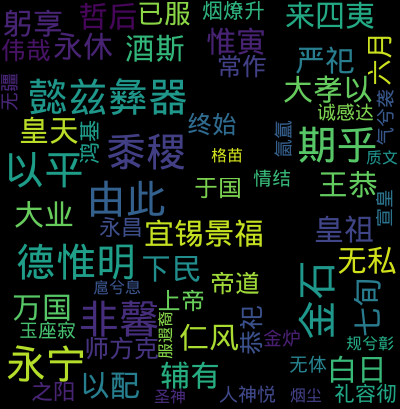 躬享
哲后
已服
烟燎升
来四夷
伟哉
永休
酒斯
惟寅
常作
严祀
六月
无疆
懿兹彝器
大孝以
诚感达
气兮袭
皇天
鸿基
黍稷
终始
氤氲
期乎
格苗
质文
以平
由此
于国
情结
王恭
宣皇
大业
永昌
宜锡景福
皇祖
德惟明
下民
帝道
无私
扈兮息
万国
上帝
金石
七旬
玉座寂
非馨
服遐裔
仁风
恭祀
金炉
规兮彰
永宁
师方克
辅有
无体
白日
之阳
以配
圣神
人神悦
烟尘
礼容彻